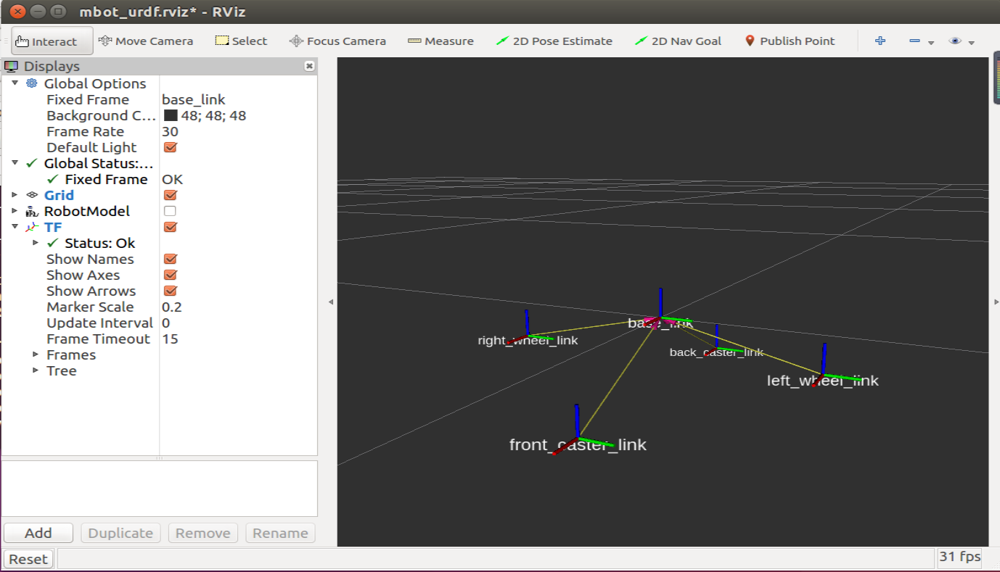 mbot_urdf.rviz* - RViz
Interact Move Camera Select Focus Camera Measure 2D Pose Estimate 2D Nav Goal Publish Point
Displays
Global Options
Fixed Frame base_link
Background C... 48; 48; 48
Frame Rate 30
Default Light
Global Status:...
Fixed Frame OK
Grid
RobotModel
TF
Status: Ok
Show Names
Show Axes
Show Arrows
Marker Scale 0.2
Update Interval 0
Frame Timeout 15
Frames
Tree
base_link
right_wheel_link
back_caster_link
left_wheel_link
front_caster_link
Add Duplicate Remove Rename
Reset
31 fps